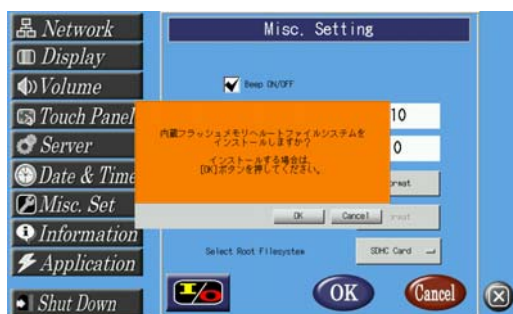 Network
Display
Volume
Touch Panel
Server
Date & Time
Misc. Set
Information
Application
Shut Down
Misc. Setting
Beep ON/OFF
10
0
内蔵フラッシュメモリへルートファイルシステムを
インストールしますか?
インストールする場合は、
[OK]ボタンを押してください。
OK Cancel
Select Root Filesystem
SDHC Card
I/O
OK
Cancel